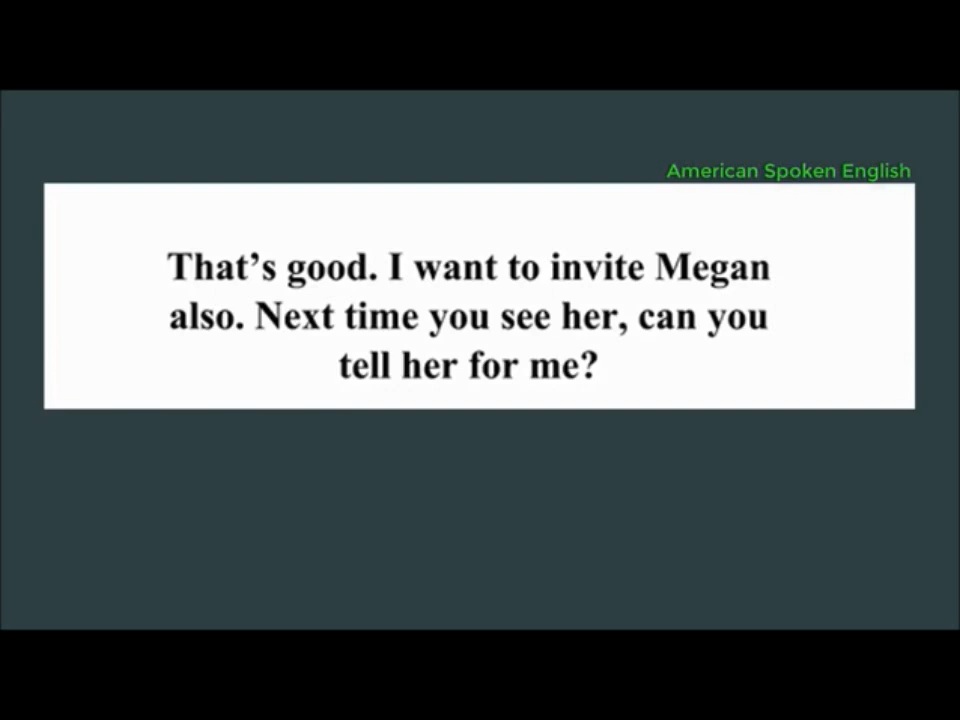 American Spoken English
That’s good. I want to invite Megan
also. Next time you see her, can you
tell her for me?